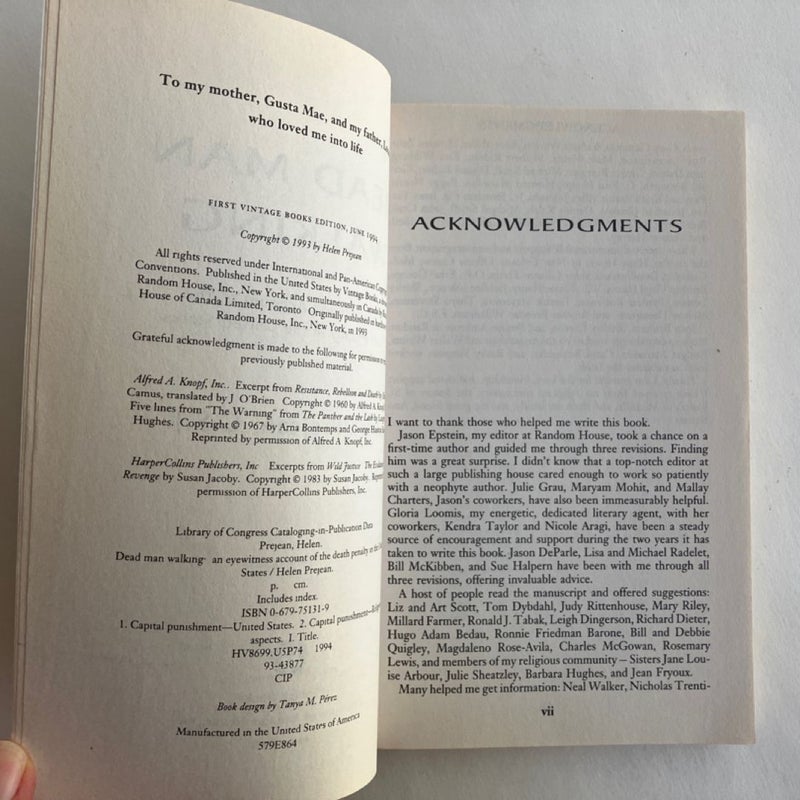 To my mother, Gusta Mae, and my father,
who loved me into life
FIRST VINTAGE BOOKS EDITION, JUNE 1994
Copyright © 1993 by Helen Prejean
All rights reserved under International and Pan-American
Conventions. Published in the United States by Vintage Books,
Random House, Inc., New York, and simultaneously in Canada by
House of Canada Limited, Toronto Originally published in
Random House, Inc., New York, in 1993
Grateful acknowledgment is made to the following for permission
previously published material.
Alfred A. Knopf, Inc.. Excerpt from Resistance, Rebellion and Death by
Camus, translated by J O'Brien Copyright © 1960 by Alfred A.
Five lines from "The Warning" from The Panther and the Lash by
Hughes. Copyright © 1967 by Arna Bontemps and George
Reprinted by permission of Alfred A Knopf, Inc.
HarperCollins Publishers, Inc Excerpts from Wild Justice The
Revenge by Susan Jacoby. Copyright © 1983 by Susan Jacoby.
permission of HarperCollins Publishers, Inc.
Library of Congress Cataloging-in-Publication Data
Prejean, Helen.
Dead man walking· an eyewitness account of the death penalty in
States / Helen Prejean.
p. cm.
Includes index.
ISBN 0-679-75131-9
1. Capital punishment—United States. 2. Capital punishment—
aspects. I. Title.
HV8699.U5P74 1994
93-43877
CIP
Book design by Tanya M. Pérez
Manufactured in the United States of America
579E864
ACKNOWLEDGMENTS
I want to thank those who helped me write this book.
Jason Epstein, my editor at Random House, took a chance on a
first-time author and guided me through three revisions. Finding
him was a great surprise. I didn't know that a top-notch editor at
such a large publishing house cared enough to work so patiently
with a neophyte author. Julie Grau, Maryam Mohit, and Mallay
Charters, Jason's coworkers, have also been immeasurably helpful.
Gloria Loomis, my energetic, dedicated literary agent, with her
coworkers, Kendra Taylor and Nicole Aragi, have been a steady
source of encouragement and support during the two years it has
taken to write this book. Jason DeParle, Lisa and Michael Radelet,
Bill McKibben, and Sue Halpern have been with me through all
three revisions, offering invaluable advice.
A host of people read the manuscript and offered suggestions:
Liz and Art Scott, Tom Dybdahl, Judy Rittenhouse, Mary Riley,
Millard Farmer, Ronald J. Tabak, Leigh Dingerson, Richard Dieter,
Hugo Adam Bedau, Ronnie Friedman Barone, Bill and Debbie
Quigley, Magdaleno Rose-Avila, Charles McGowan, Rosemary
Lewis, and members of my religious community—Sisters Jane Lou-
ise Arbour, Julie Sheatzley, Barbara Hughes, and Jean Fryoux.
Many helped me get information: Neal Walker, Nicholas Trenti-
vii